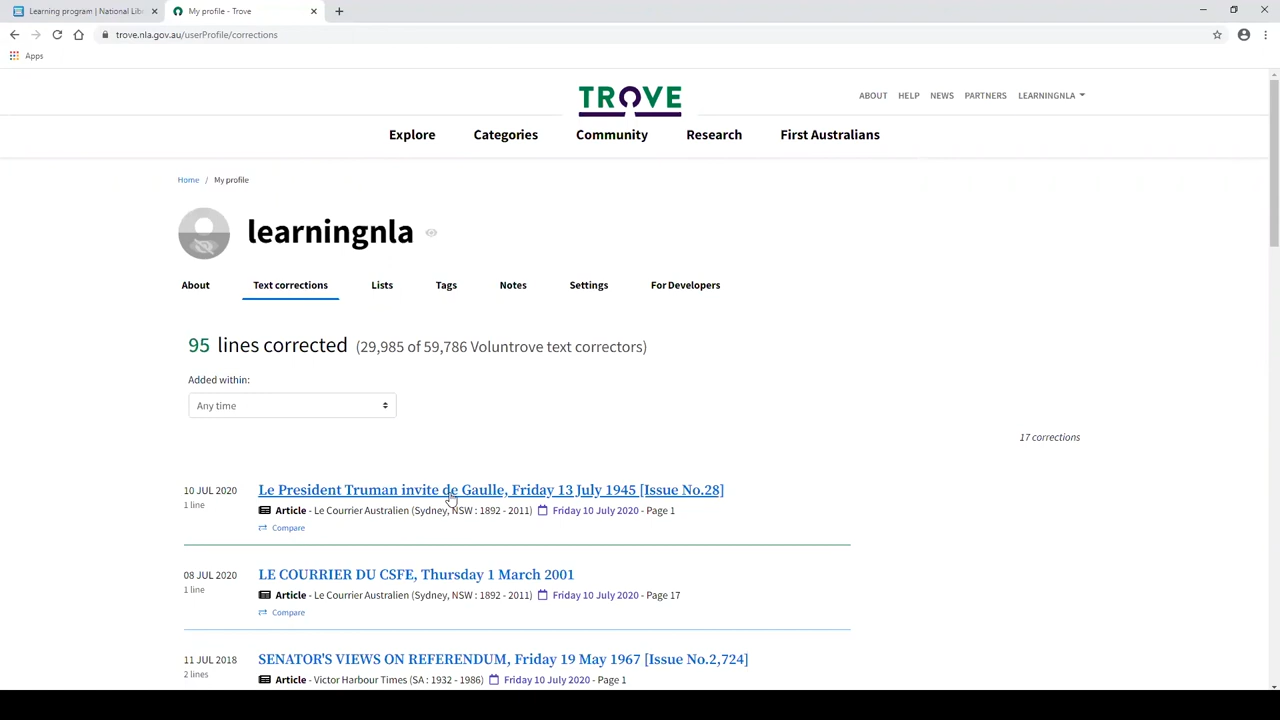 Learning program | National Lib
My profile - Trove
trove.nla.gov.au/userProfile/corrections
Apps
TROVE
ABOUT HELP NEWS PARTNERS LEARNINGNLA
Explore Categories Community Research First Australians
Home / My profile
learningnla
About Text corrections Lists Tags Notes Settings For Developers
95 lines corrected (29,985 of 59,786 Voluntrove text correctors)
Added within:
Any time
17 corrections
10 JUL 2020 Le President Truman invite de Gaulle, Friday 13 July 1945 [Issue No.28]
1 line Article - Le Courrier Australien (Sydney, NSW : 1892 - 2011) Friday 10 July 2020 - Page 1
Compare
08 JUL 2020 LE COURRIER DU CSFE, Thursday 1 March 2001
1 line Article - Le Courrier Australien (Sydney, NSW : 1892 - 2011) Friday 10 July 2020 - Page 17
Compare
11 JUL 2018 SENATOR'S VIEWS ON REFERENDUM, Friday 19 May 1967 [Issue No.2,724]
2 lines Article - Victor Harbour Times (SA : 1932 - 1986) Friday 10 July 2020 - Page 1